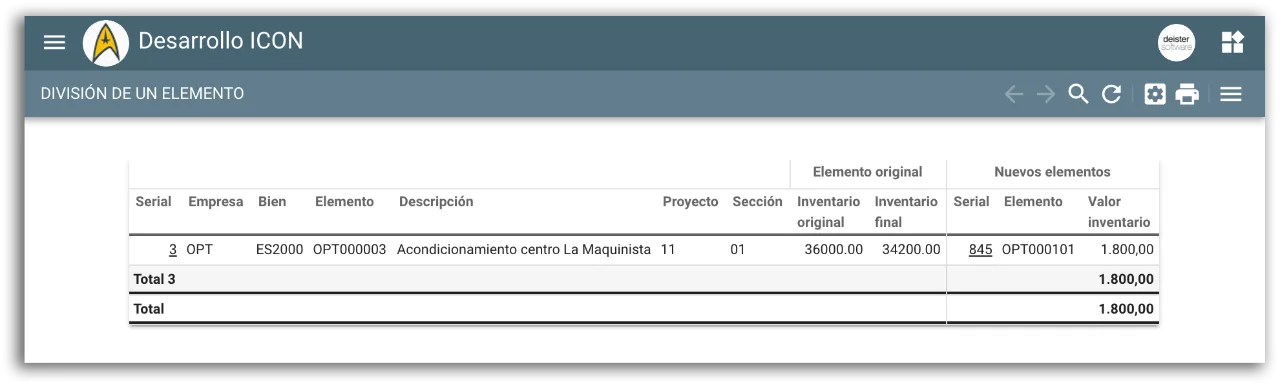 Desarrollo ICON
deister
software
DIVISIÓN DE UN ELEMENTO
Elemento original Nuevos elementos
Serial Empresa Bien Elemento Descripción Proyecto Sección Inventario original Inventario final Serial Elemento Valor inventario
3 OPT ES2000 OPT000003 Acondicionamiento centro La Maquinista 11 01 36000.00 34200.00 845 OPT000101 1.800,00
Total 3 1.800,00
Total 1.800,00